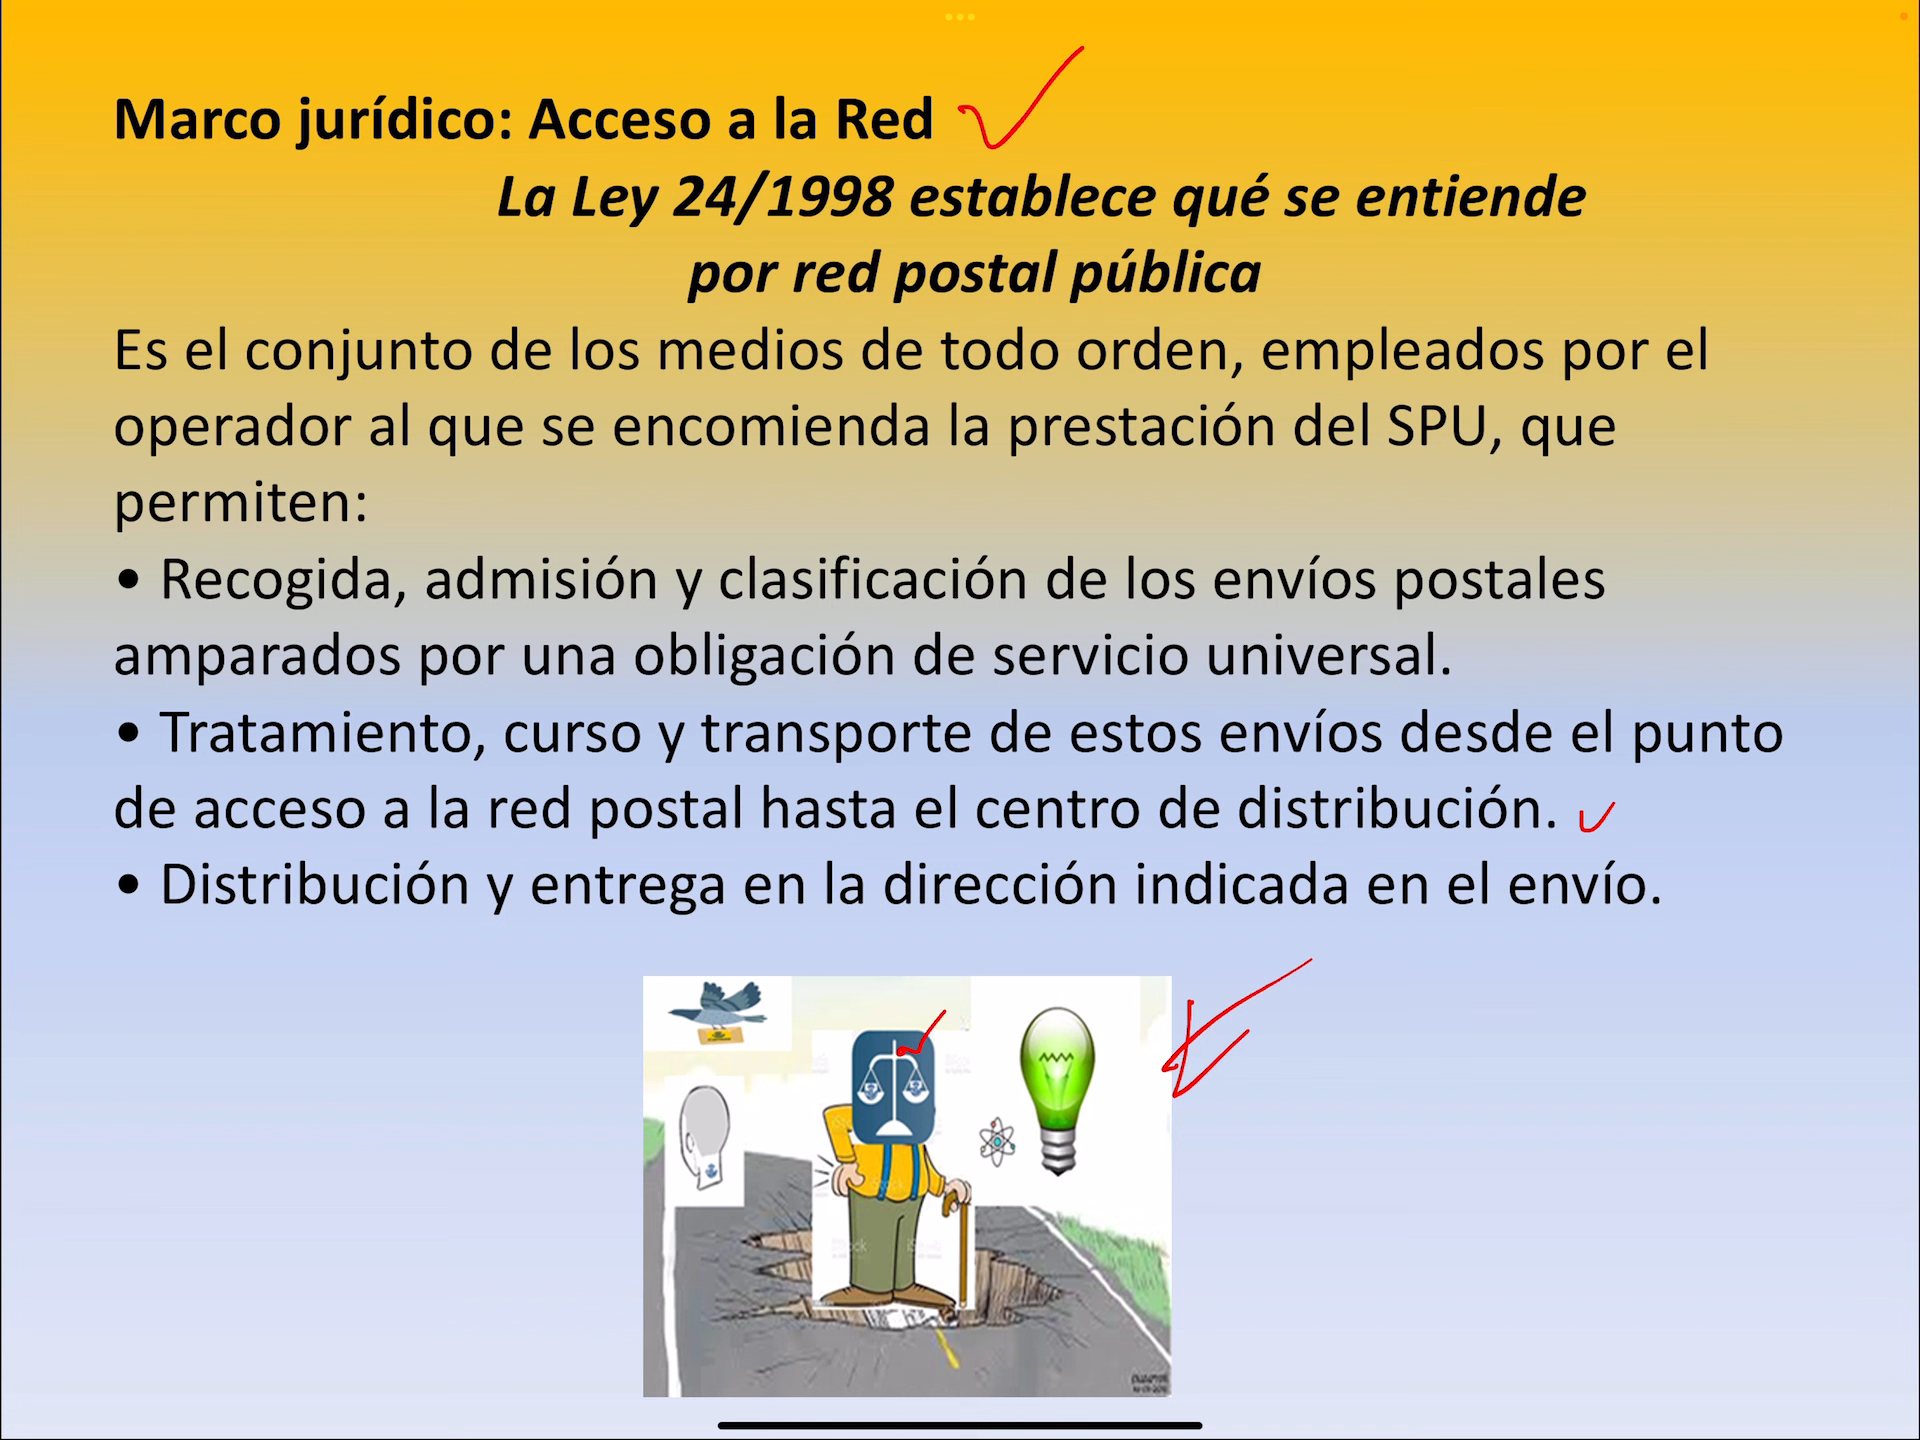 Marco jurídico: Acceso a la Red
La Ley 24/1998 establece qué se entiende
por red postal pública
Es el conjunto de los medios de todo orden, empleados por el
operador al que se encomienda la prestación del SPU, que
permiten:
• Recogida, admisión y clasificación de los envíos postales
amparados por una obligación de servicio universal.
• Tratamiento, curso y transporte de estos envíos desde el punto
de acceso a la red postal hasta el centro de distribución.
• Distribución y entrega en la dirección indicada en el envío.
iStock